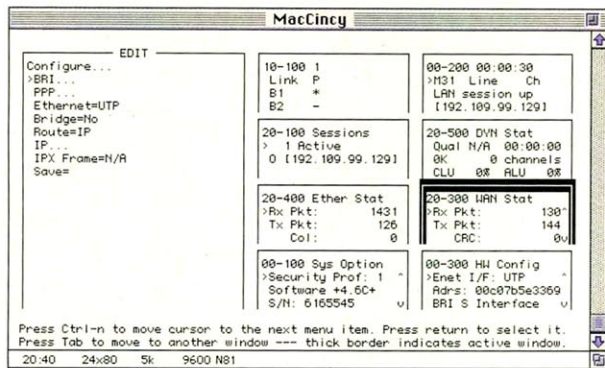 MacCincy
EDIT
Configure...
>BRI...
PPP...
Ethernet=UTP
Bridge=No
Route=IP
IP...
IPX Frame=N/A
Save=
10-100 1
Link P
B1 *
B2 -
00-200 00:00:30
>M31 Line Ch
LAN session up
[192.109.99.129]
20-100 Sessions
> 1 Active
O [192.109.99.129]
20-500 DYN Stat
Qual N/A 00:00:00
OK 0 channels
CLU 0% ALU 0%
20-400 Ether Stat
>Rx Pkt: 1431
Tx Pkt: 126
Col: 0
20-300 WAN Stat
>Rx Pkt: 130^
Tx Pkt: 144
CRC: 0v
00-100 Sys Option
>Security Prof: 1 ^
Software +4.6C+
S/N: 6165545 v
00-300 HW Config
>Enet I/F: UTP ^
Adrs: 00c07b5e3369
BRI S Interface v
Press Ctrl-n to move cursor to the next menu item. Press return to select it.
Press Tab to move to another window --- thick border indicates active window.
20:40 24x80 5k 9600 N81